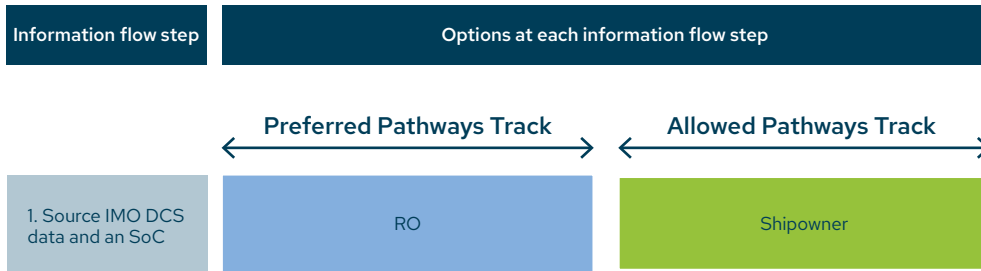 Information flow step
Options at each information flow step
Preferred Pathways Track
Allowed Pathways Track
1. Source IMO DCS
data and an SoC
RO
Shipowner